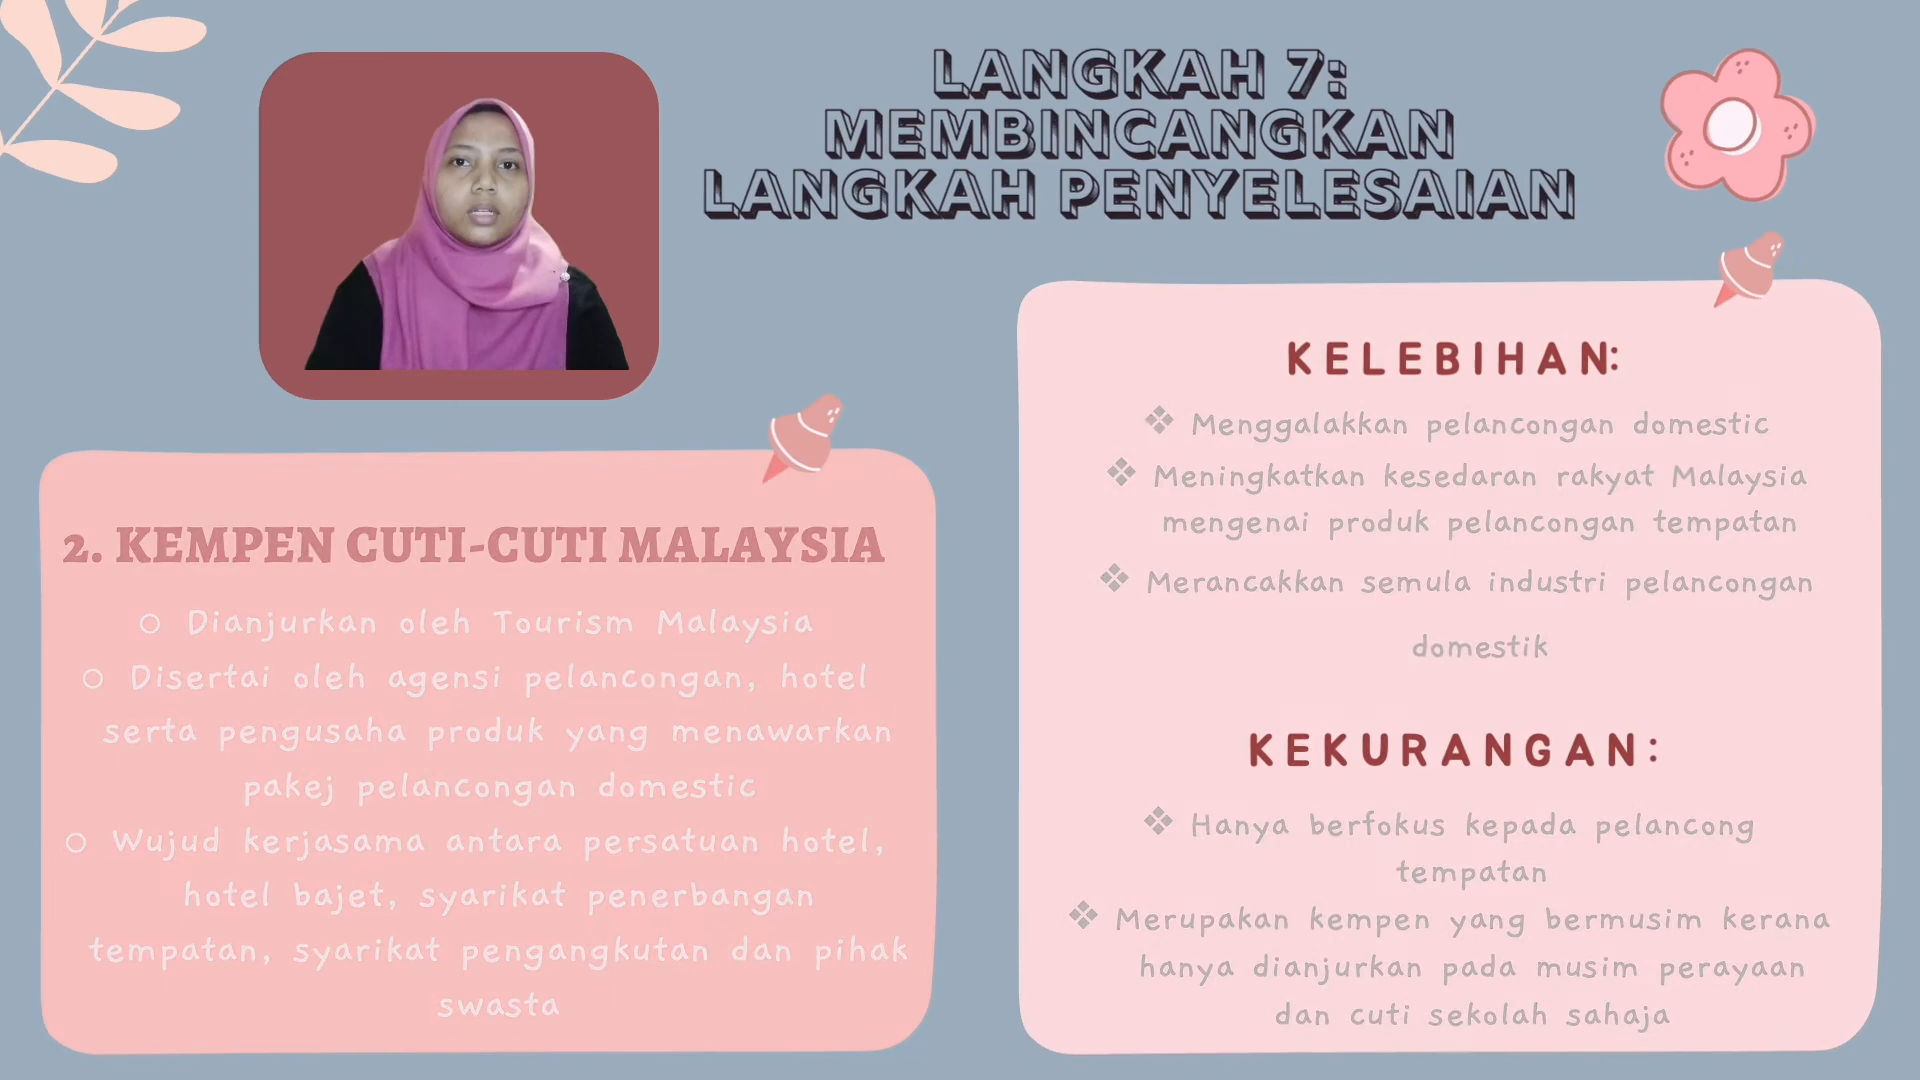 LANGKAH 7:
MEMBINCANGKAN
LANGKAH PENYELESAIAN
2. KEMPEN CUTI-CUTI MALAYSIA
○ Dianjurkan oleh Tourism Malaysia
○ Disertai oleh agensi pelancongan, hotel
serta pengusaha produk yang menawarkan
pakej pelancongan domestic
○ Wujud kerjasama antara persatuan hotel,
hotel bajet, syarikat penerbangan
tempatan, syarikat pengangkutan dan pihak
swasta
KELEBIHAN:
❖ Menggalakkan pelancongan domestic
❖ Meningkatkan kesedaran rakyat Malaysia
mengenai produk pelancongan tempatan
❖ Merancakkan semula industri pelancongan
domestik
KEKURANGAN:
❖ Hanya berfokus kepada pelancong
tempatan
❖ Merupakan kempen yang bermusim kerana
hanya dianjurkan pada musim perayaan
dan cuti sekolah sahaja